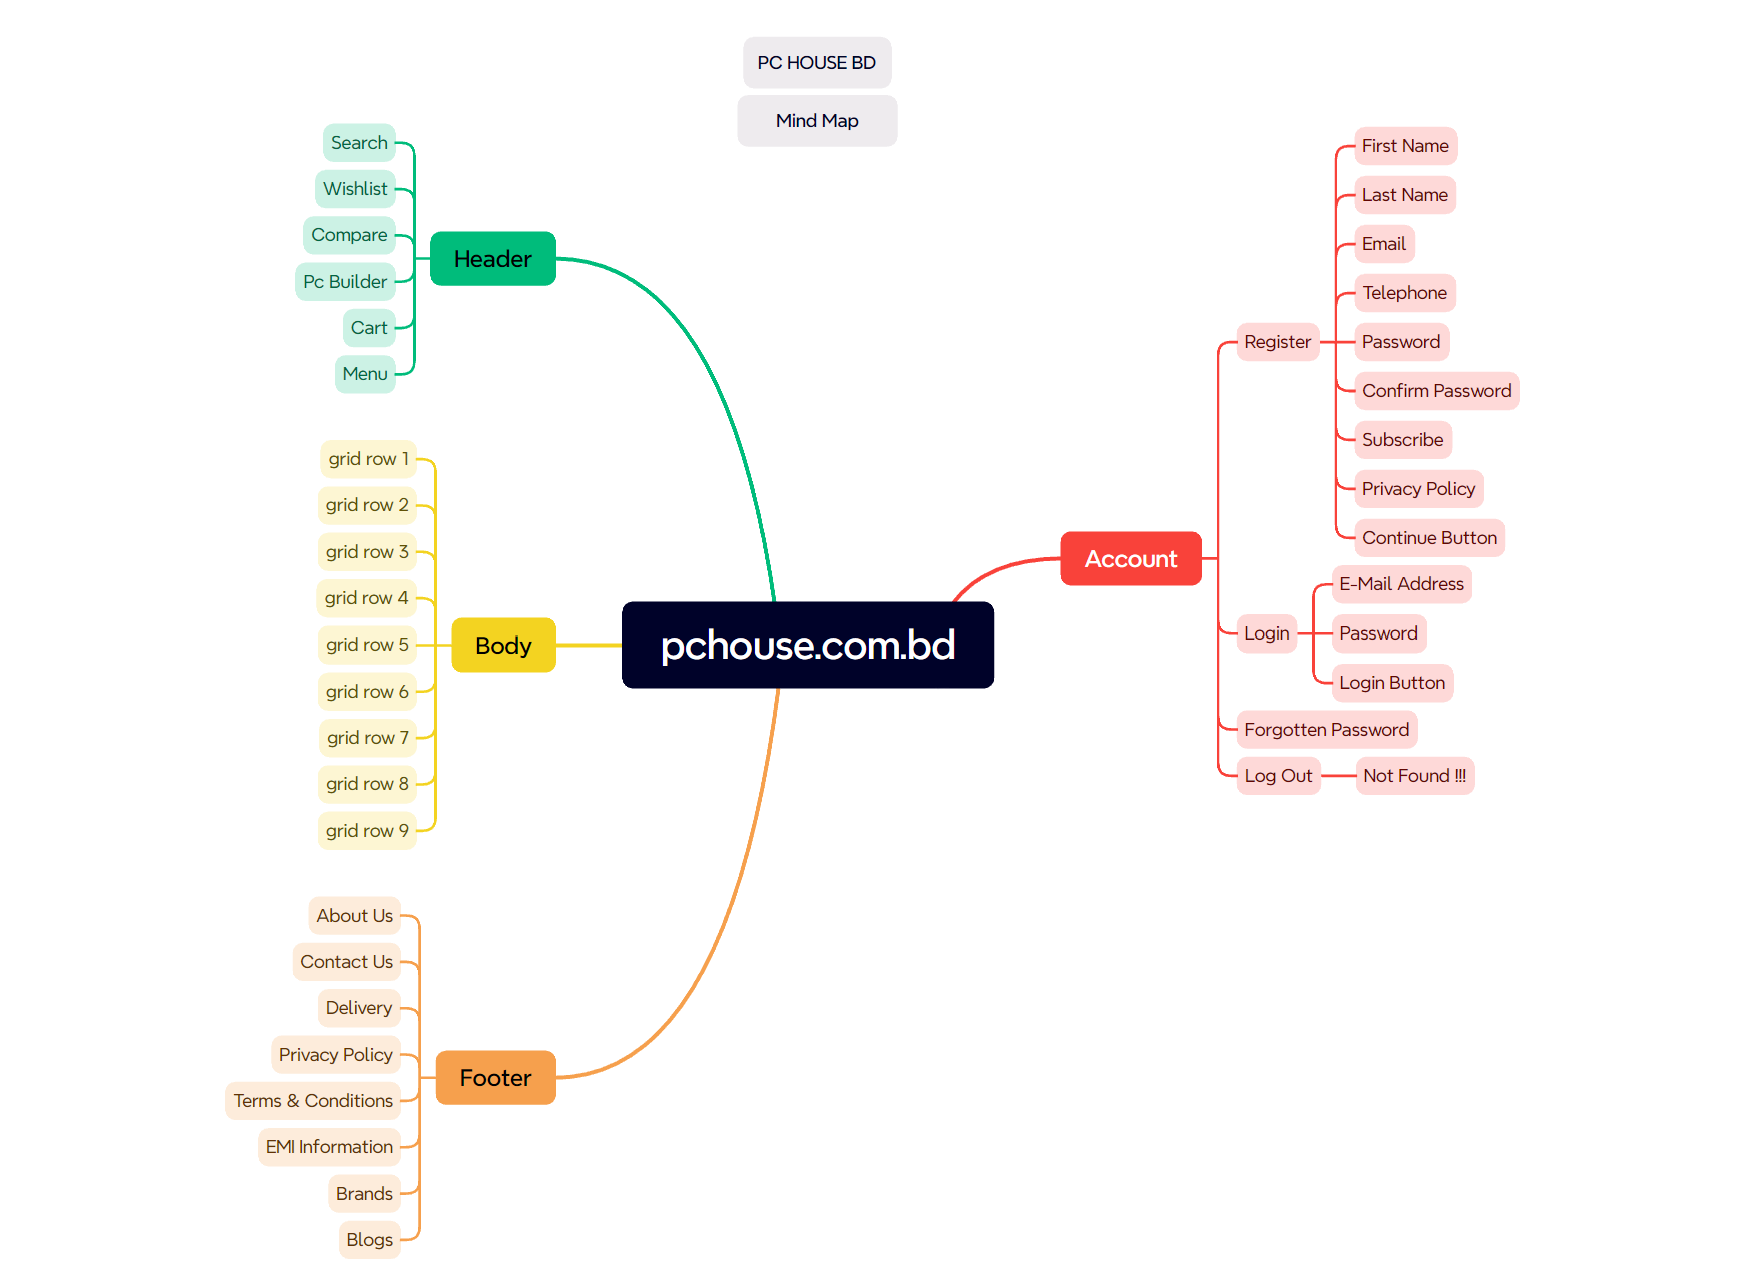 PC HOUSE BD
Mind Map
Search
Wishlist
Compare
Pc Builder
Cart
Menu
Header
grid row 1
grid row 2
grid row 3
grid row 4
grid row 5
grid row 6
grid row 7
grid row 8
grid row 9
Body
About Us
Contact Us
Delivery
Privacy Policy
Terms & Conditions
EMI Information
Brands
Blogs
Footer
pchouse.com.bd
Account
Register
First Name
Last Name
Email
Telephone
Password
Confirm Password
Subscribe
Privacy Policy
Continue Button
Login
E-Mail Address
Password
Login Button
Forgotten Password
Log Out
Not Found !!!